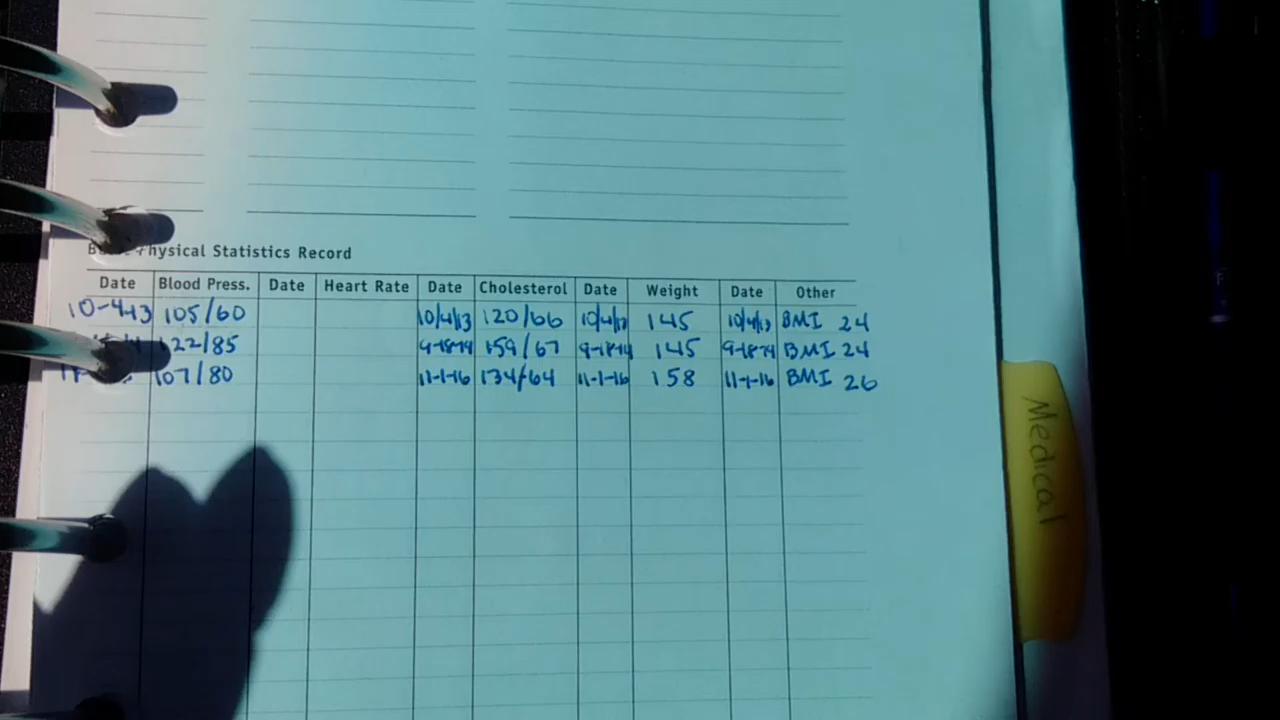 Physical Statistics Record
Date Blood Press. Date Heart Rate Date Cholesterol Date Weight Date Other
10-4-13 105/60 10/4/13 120/66 10/4/13 145 10/4/13 BMI 24
122/85 9-18-14 159/67 9-18-14 145 9-18-14 BMI 24
107/80 11-1-16 134/64 11-1-16 158 11-1-16 BMI 26
Medical